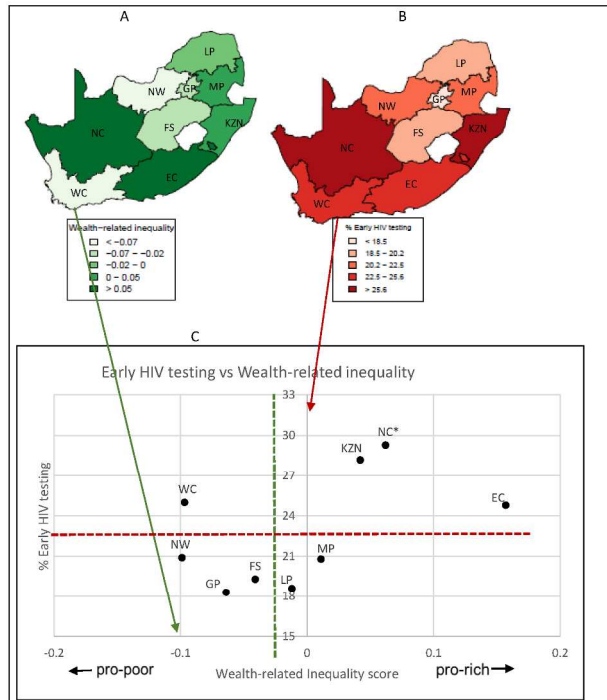 A
B
LP
NW
GP
MP
NC
FS
KZN
EC
WC
LP
NW
GP
MP
NC
FS
KZN
EC
WC
Wealth-related inequality
< -0.07
-0.07 - -0.02
-0.02 - 0
0 - 0.05
> 0.05
% Early HIV testing
< 18.5
18.5 - 20.2
20.2 - 22.5
22.5 - 25.6
> 25.6
C
Early HIV testing vs Wealth-related inequality
% Early HIV testing
33
30
27
24
21
18
15
NC*
KZN
WC
EC
NW
MP
FS
LP
GP
-0.2
-0.1
0
0.1
0.2
pro-poor
Wealth-related Inequality score
pro-rich